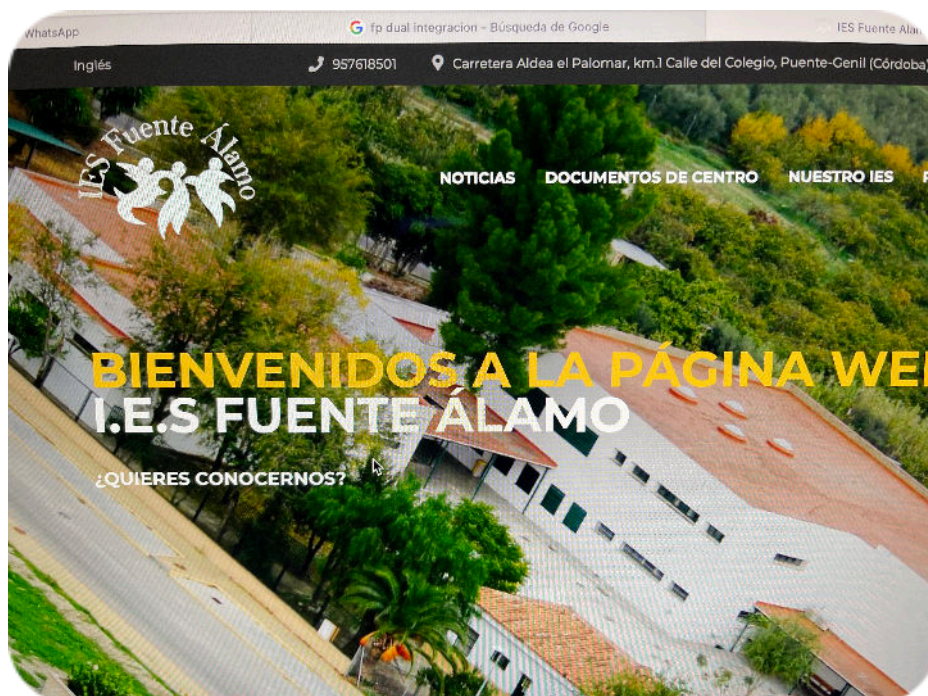 WhatsApp
fp dual integracion – Búsqueda de Google
IES Fuente Alam
Inglés
957618501
Carretera Aldea el Palomar, km.1 Calle del Colegio, Puente-Genil (Córdoba)
IES Fuente Álamo
NOTICIAS
DOCUMENTOS DE CENTRO
NUESTRO IES
BIENVENIDOS A LA PÁGINA WE
I.E.S FUENTE ÁLAMO
¿QUIERES CONOCERNOS?